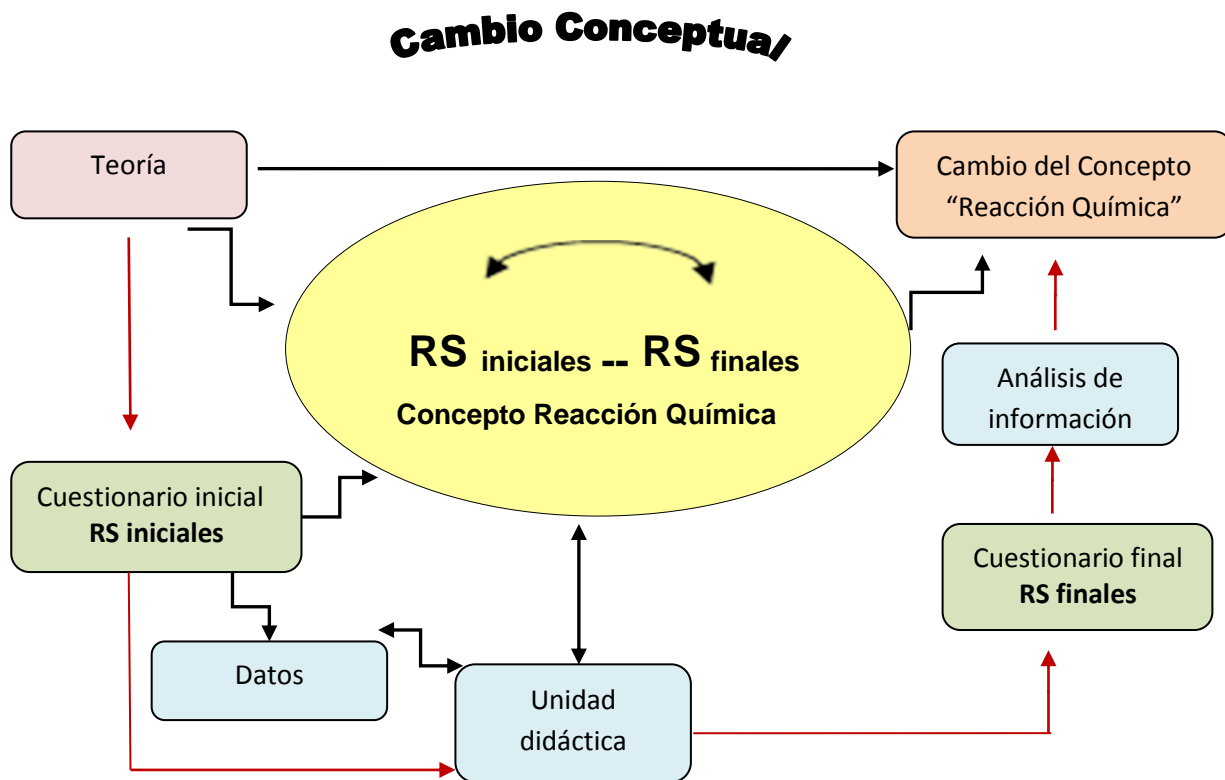 Cambio Conceptual
Teoría
Cambio del Concepto
“Reacción Química”
RS iniciales -- RS finales
Concepto Reacción Química
Análisis de
información
Cuestionario inicial
RS iniciales
Cuestionario final
RS finales
Datos
Unidad
didáctica